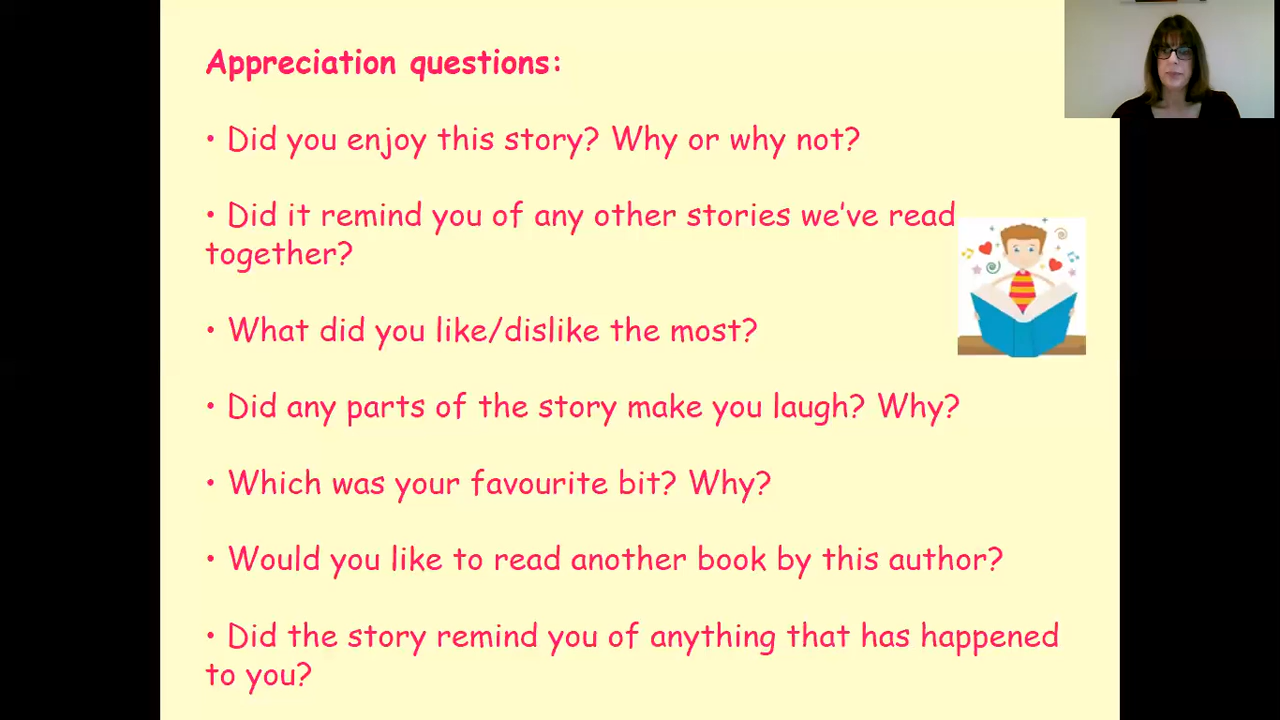 Appreciation questions:
• Did you enjoy this story? Why or why not?
• Did it remind you of any other stories we've read
together?
• What did you like/dislike the most?
• Did any parts of the story make you laugh? Why?
• Which was your favourite bit? Why?
• Would you like to read another book by this author?
• Did the story remind you of anything that has happened
to you?